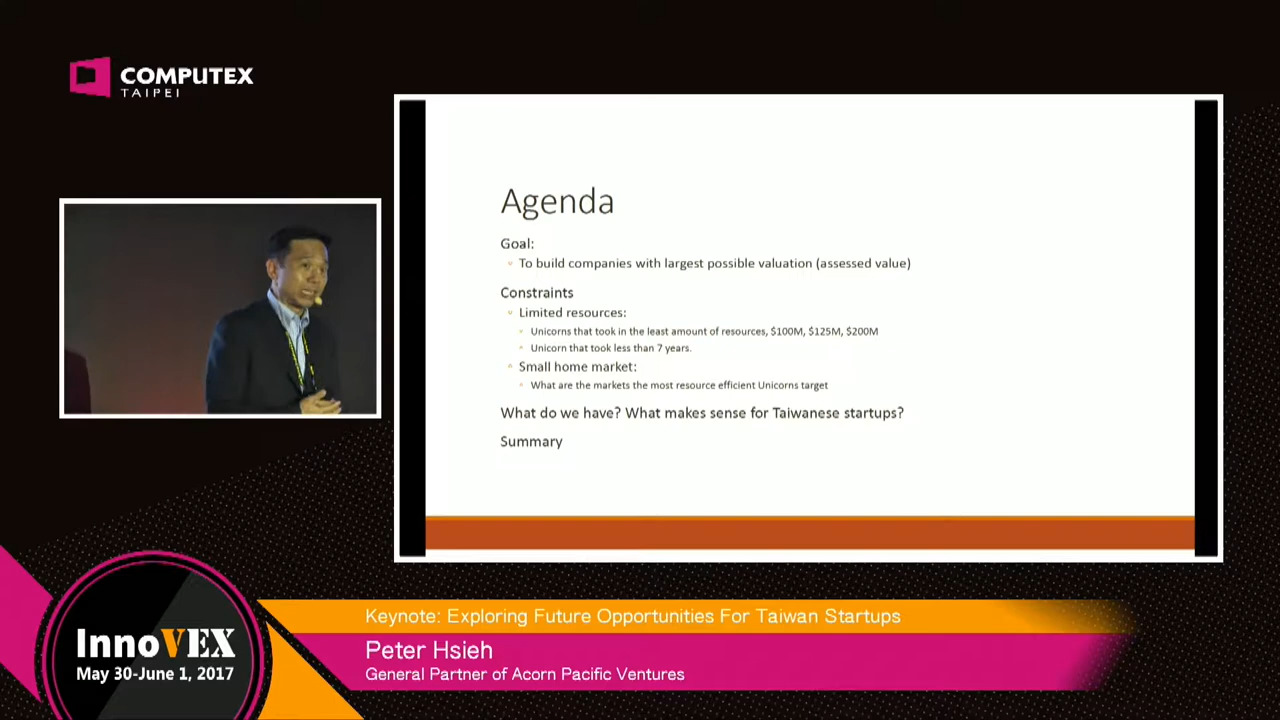 COMPUTEX
TAIPEI
Agenda
Goal:
To build companies with largest possible valuation (assessed value)
Constraints
Limited resources:
Unicorns that took in the least amount of resources, $100M, $125M, $200M
Unicorn that took less than 7 years.
Small home market:
What are the markets the most resource efficient Unicorns target
What do we have? What makes sense for Taiwanese startups?
Summary
InnoVEX
May 30-June 1, 2017
Keynote: Exploring Future Opportunities For Taiwan Startups
Peter Hsieh
General Partner of Acorn Pacific Ventures